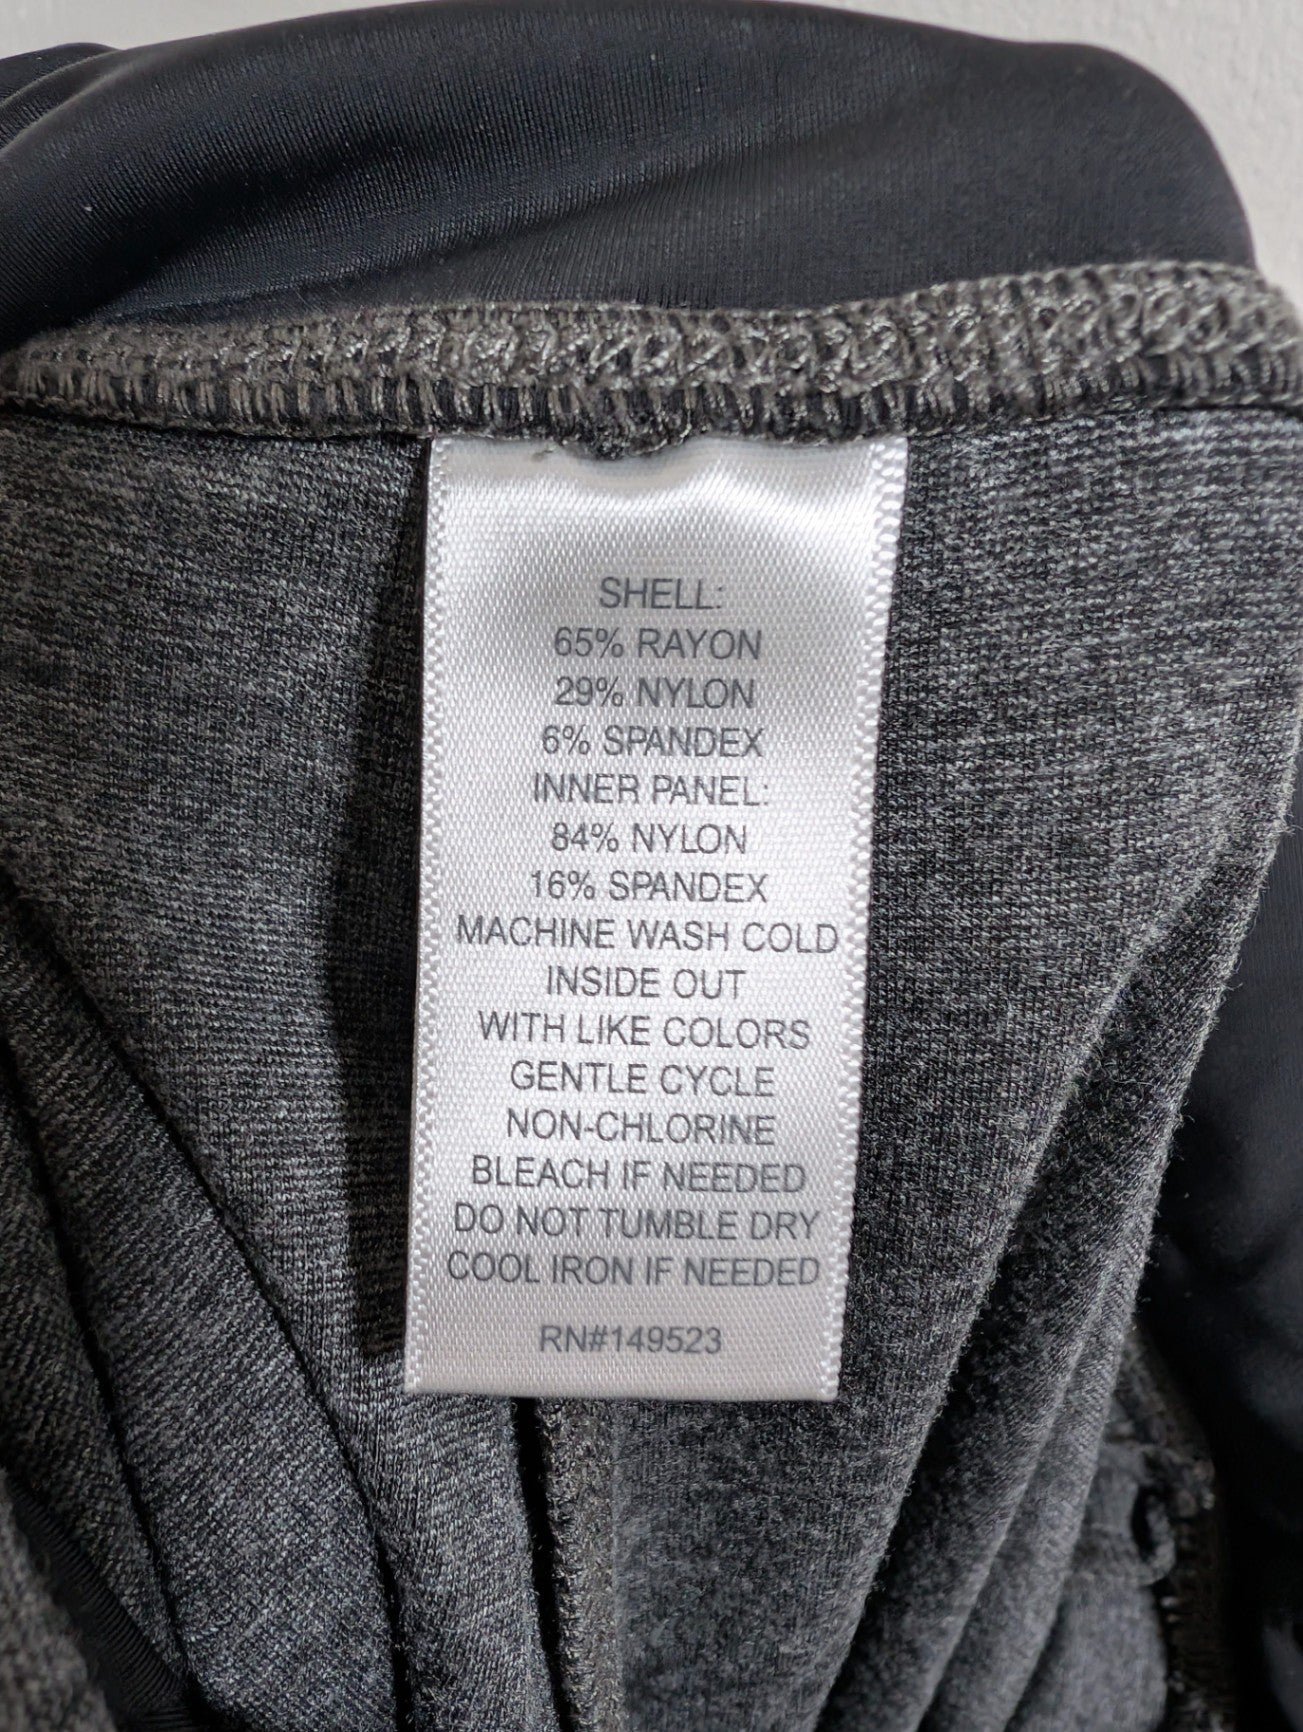 SHELL:
65% RAYON
29% NYLON
6% SPANDEX
INNER PANEL:
84% NYLON
16% SPANDEX
MACHINE WASH COLD
INSIDE OUT
WITH LIKE COLORS
GENTLE CYCLE
NON-CHLORINE
BLEACH IF NEEDED
DO NOT TUMBLE DRY
COOL IRON IF NEEDED
RN#149523